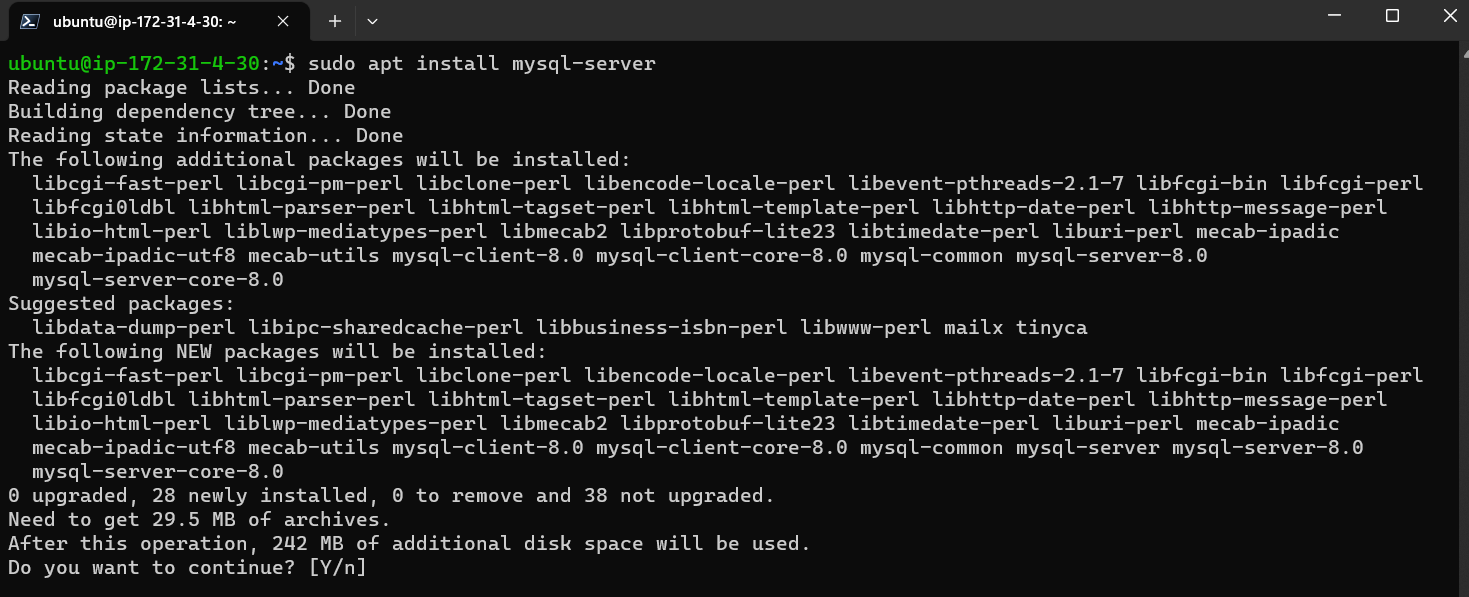 ubuntu@ip-172-31-4-30: ~
ubuntu@ip-172-31-4-30:~$ sudo apt install mysql-server
Reading package lists... Done
Building dependency tree... Done
Reading state information... Done
The following additional packages will be installed:
  libcgi-fast-perl libcgi-pm-perl libclone-perl libencode-locale-perl libevent-pthreads-2.1-7 libfcgi-bin libfcgi-perl
  libfcgi0ldbl libhtml-parser-perl libhtml-tagset-perl libhtml-template-perl libhttp-date-perl libhttp-message-perl
  libio-html-perl liblwp-mediatypes-perl libmecab2 libprotobuf-lite23 libtimedate-perl liburi-perl mecab-ipadic
  mecab-ipadic-utf8 mecab-utils mysql-client-8.0 mysql-client-core-8.0 mysql-common mysql-server-8.0
  mysql-server-core-8.0
Suggested packages:
  libdata-dump-perl libipc-sharedcache-perl libbusiness-isbn-perl libwww-perl mailx tinyca
The following NEW packages will be installed:
  libcgi-fast-perl libcgi-pm-perl libclone-perl libencode-locale-perl libevent-pthreads-2.1-7 libfcgi-bin libfcgi-perl
  libfcgi0ldbl libhtml-parser-perl libhtml-tagset-perl libhtml-template-perl libhttp-date-perl libhttp-message-perl
  libio-html-perl liblwp-mediatypes-perl libmecab2 libprotobuf-lite23 libtimedate-perl liburi-perl mecab-ipadic
  mecab-ipadic-utf8 mecab-utils mysql-client-8.0 mysql-client-core-8.0 mysql-common mysql-server mysql-server-8.0
  mysql-server-core-8.0
0 upgraded, 28 newly installed, 0 to remove and 38 not upgraded.
Need to get 29.5 MB of archives.
After this operation, 242 MB of additional disk space will be used.
Do you want to continue? [Y/n]